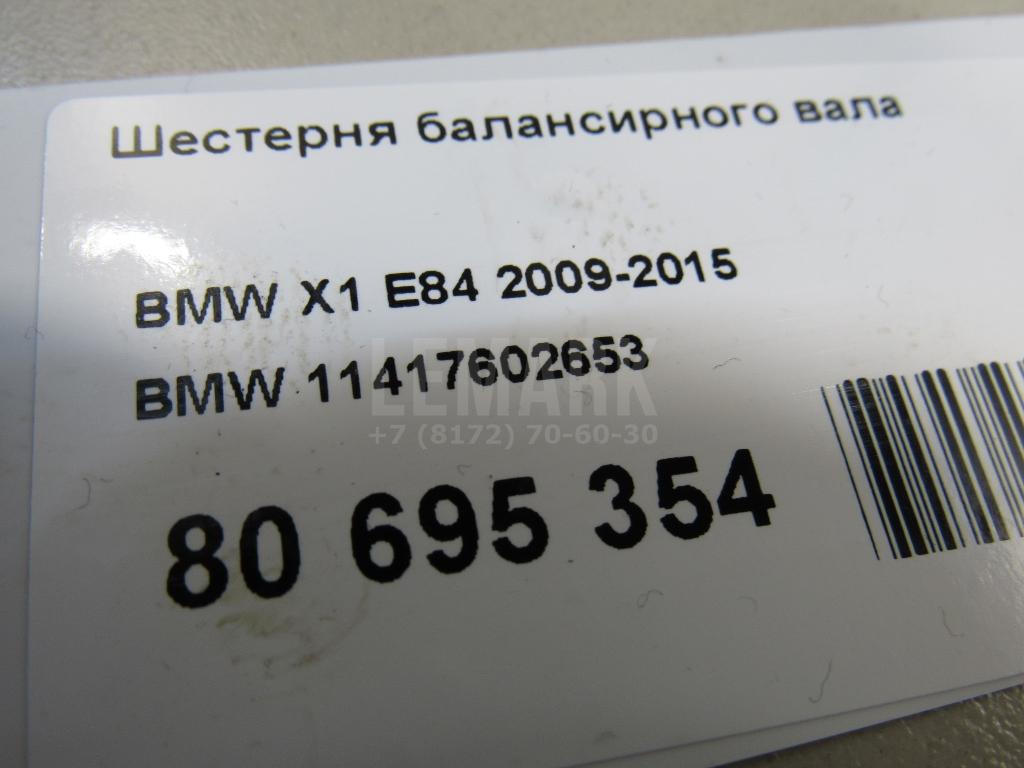 Шестерня балансирного вала
BMW X1 E84 2009-2015
BMW 11417602653
LEMARK
+7 (8172) 70-60-30
80 695 354